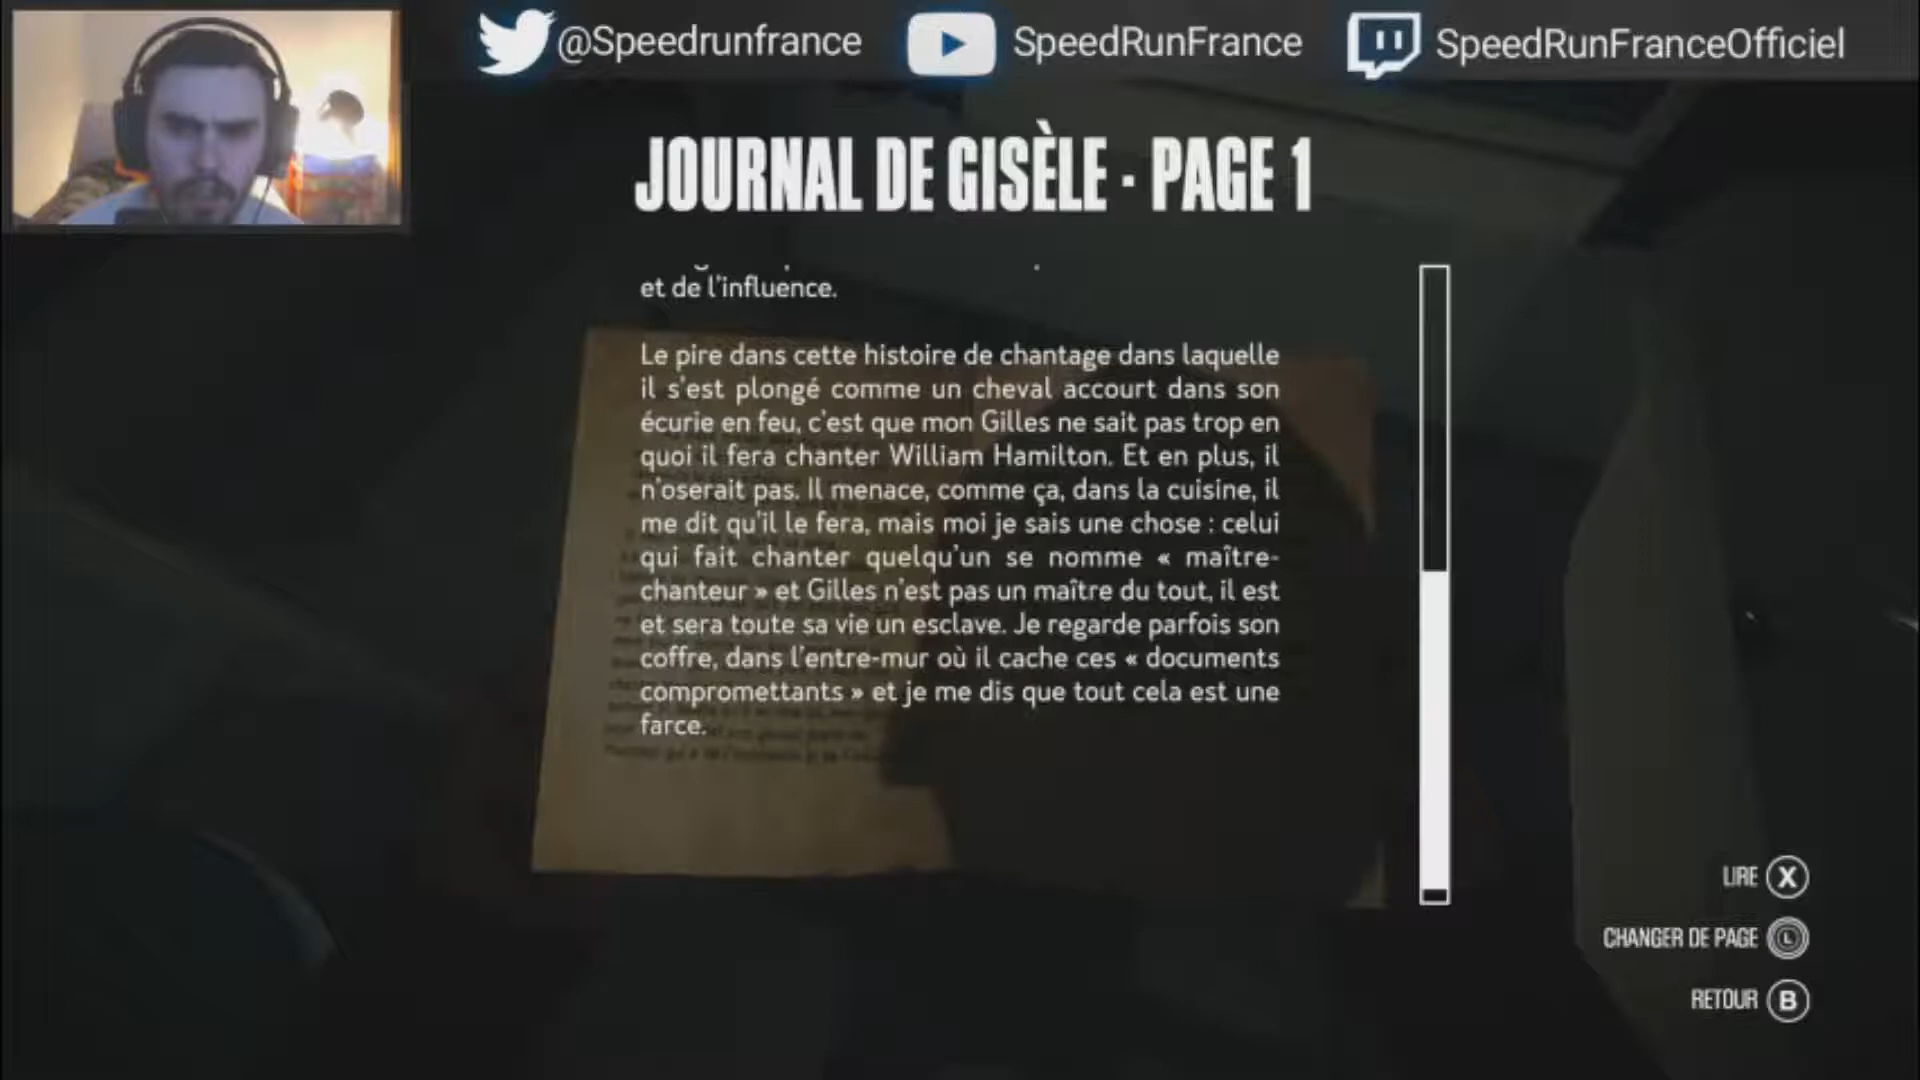 @Speedrunfrance
SpeedRunFrance
SpeedRunFranceOfficiel
JOURNAL DE GISÈLE · PAGE 1
et de l'influence.
Le pire dans cette histoire de chantage dans laquelle
il s'est plongé comme un cheval accourt dans son
écurie en feu, c'est que mon Gilles ne sait pas trop en
quoi il fera chanter William Hamilton. Et en plus, il
n'oserait pas. Il menace, comme ça, dans la cuisine, il
me dit qu'il le fera, mais moi je sais une chose : celui
qui fait chanter quelqu'un se nomme « maître-
chanteur » et Gilles n'est pas un maître du tout, il est
et sera toute sa vie un esclave. Je regarde parfois son
coffre, dans l'entre-mur où il cache ces « documents
compromettants » et je me dis que tout cela est une
farce.
LIRE X
CHANGER DE PAGE L
RETOUR B